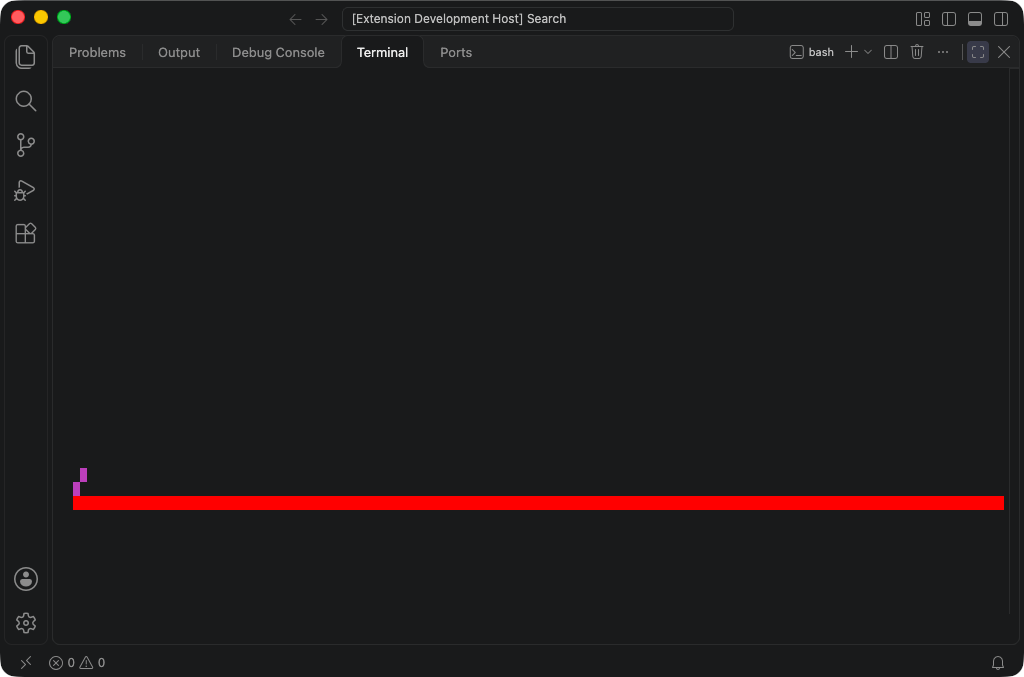 [Extension Development Host] Search
Problems Output Debug Console Terminal Ports bash
0 0